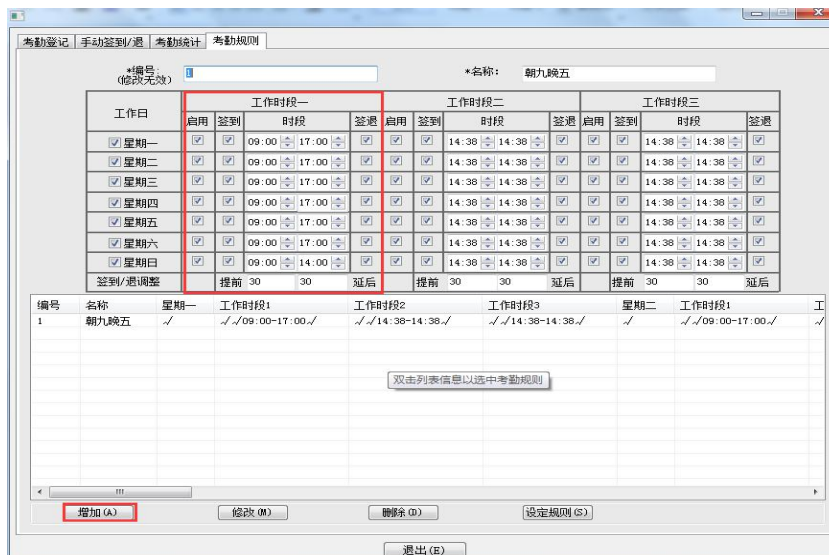 考勤登记 手动签到/退 考勤统计 考勤规则
*编号: 1 *名称: 朝九晚五
(修改无效)
工作日 工作时段一 工作时段二 工作时段三
启用 签到 时段 签退 启用 签到 时段 签退 启用 签到 时段 签退
星期一 09:00 17:00 14:38 14:38 14:38 14:38
星期二 09:00 17:00 14:38 14:38 14:38 14:38
星期三 09:00 17:00 14:38 14:38 14:38 14:38
星期四 09:00 17:00 14:38 14:38 14:38 14:38
星期五 09:00 17:00 14:38 14:38 14:38 14:38
星期六 09:00 17:00 14:38 14:38 14:38 14:38
星期日 09:00 14:00 14:38 14:38 14:38 14:38
签到/退调整 提前 30 30 延后 提前 30 30 延后 提前 30 30 延后
编号 名称 星期一 工作时段1 工作时段2 工作时段3 星期二 工作时段1 工
1 朝九晚五 √ √√09:00-17:00√ √√14:38-14:38√ √√14:38-14:38√ √ √√09:00-17:00√ √
双击列表信息以选中考勤规则
增加(A) 修改(M) 删除(D) 设定规则(S)
退出(E)